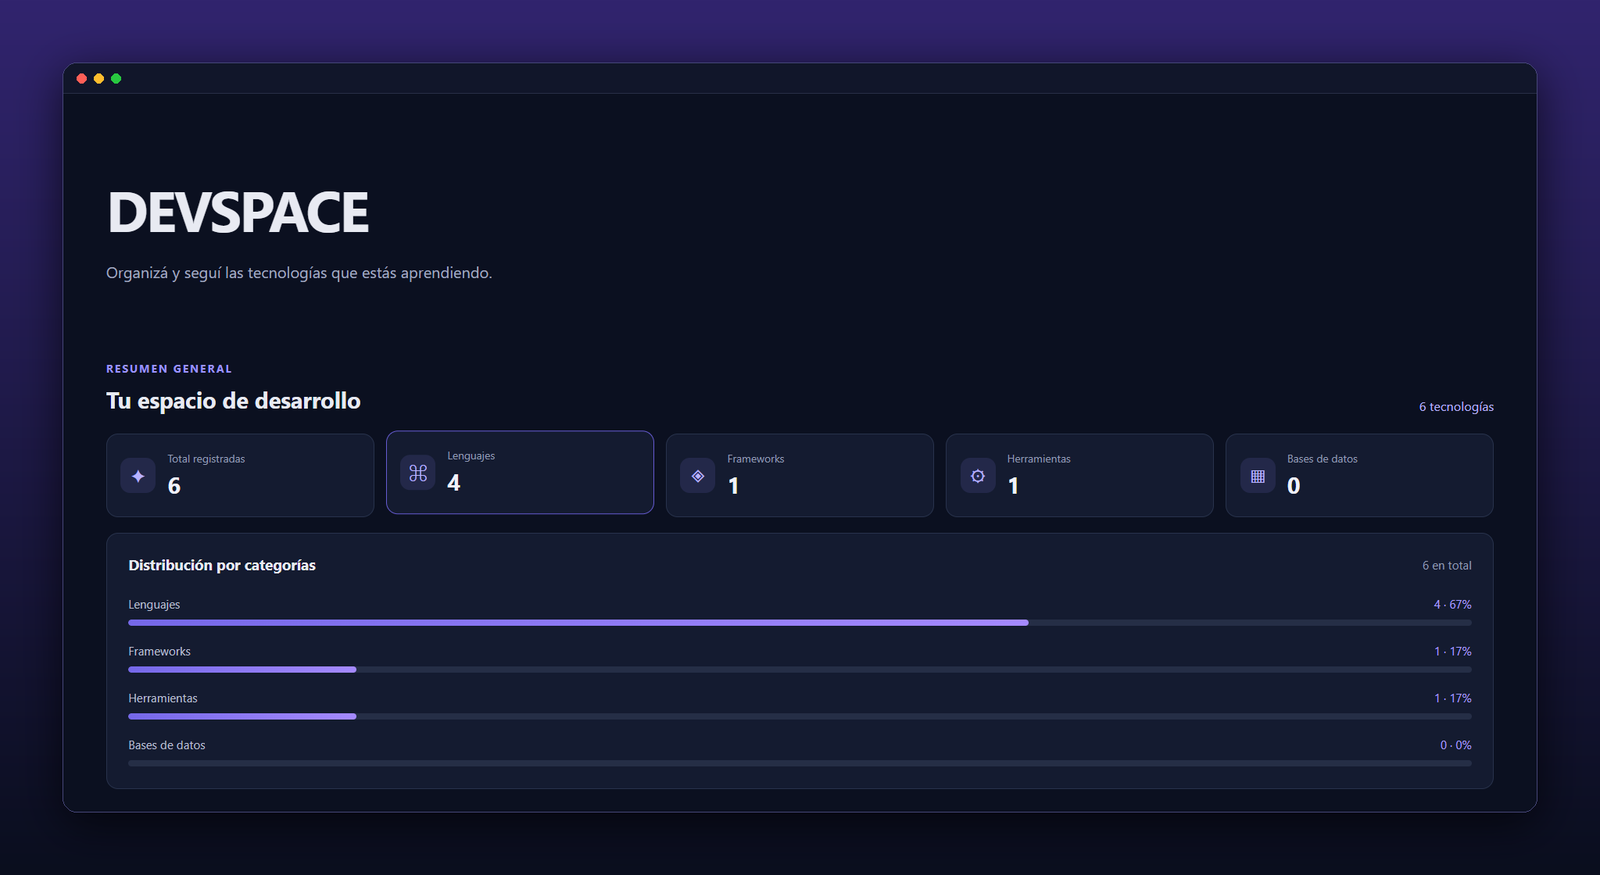 DEVSPACE
Organizá y seguí las tecnologías que estás aprendiendo.
RESUMEN GENERAL
Tu espacio de desarrollo
6 tecnologías
Total registradas
6
Lenguajes
4
Frameworks
1
Herramientas
1
Bases de datos
0
Distribución por categorías
6 en total
Lenguajes
4 · 67%
Frameworks
1 · 17%
Herramientas
1 · 17%
Bases de datos
0 · 0%